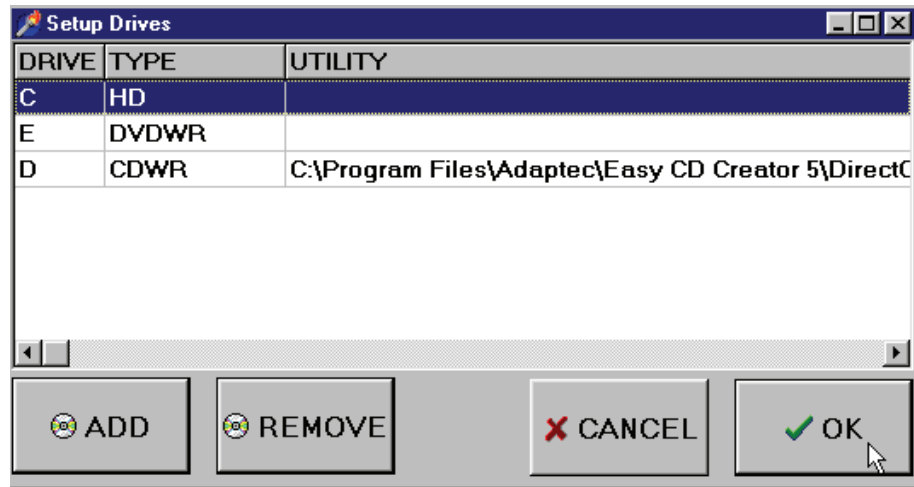 Setup Drives
DRIVE TYPE UTILITY
C HD
E DVDWR
D CDWR C:\Program Files\Adaptec\Easy CD Creator 5\DirectC
ADD REMOVE CANCEL OK